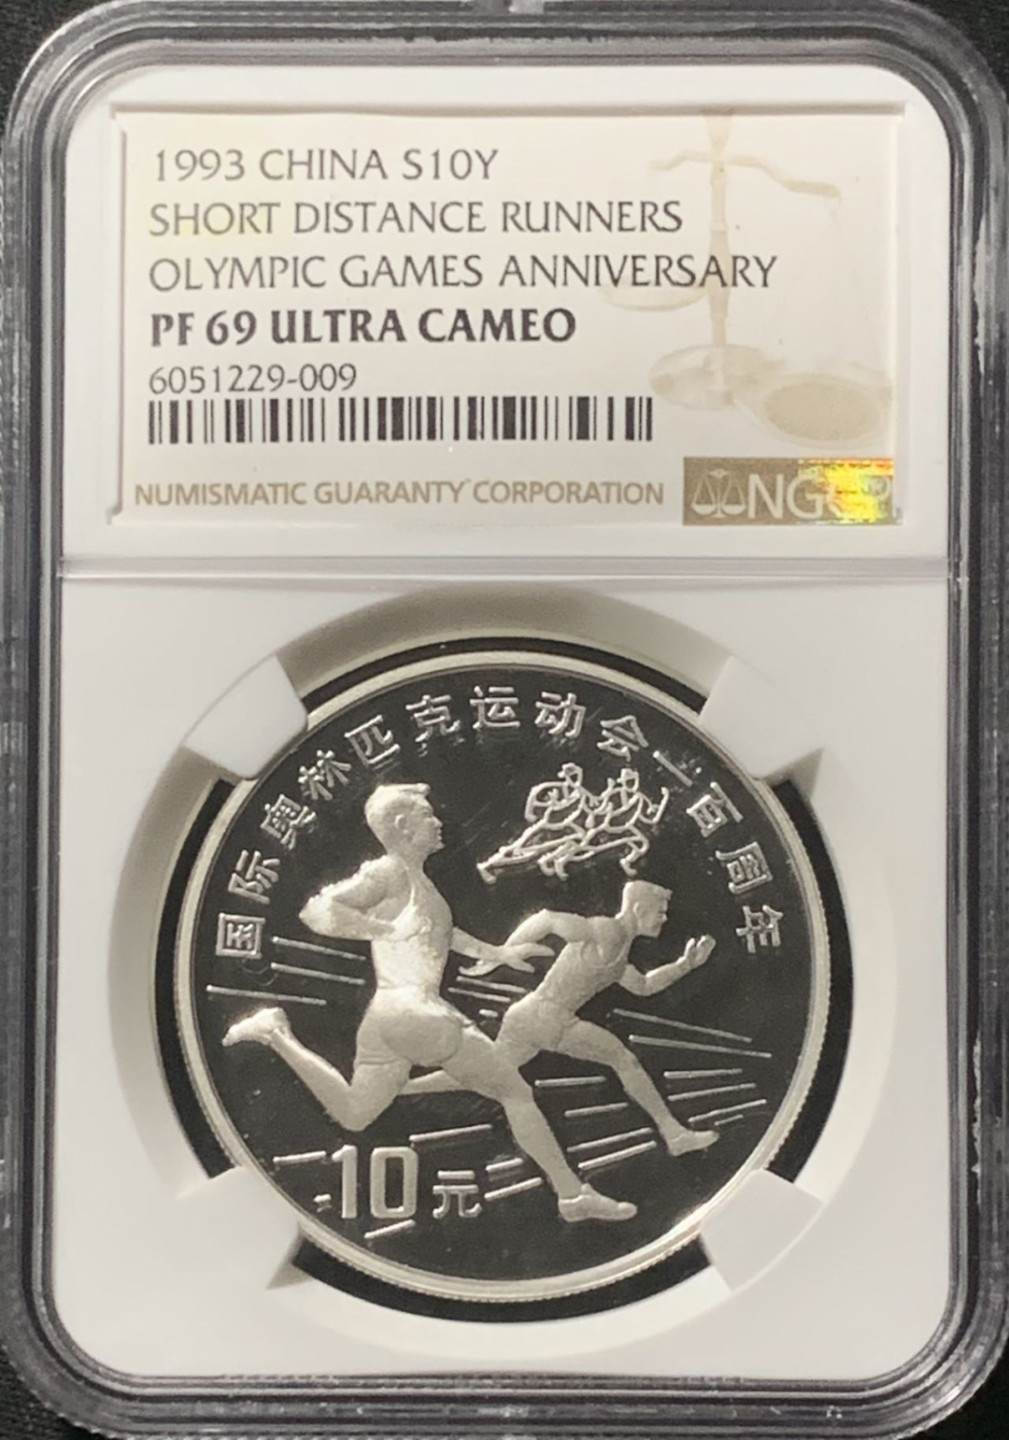 1993 CHINA S10Y
SHORT DISTANCE RUNNERS
OLYMPIC GAMES ANNIVERSARY
PF 69 ULTRA CAMEO
6051229-009
NUMISMATIC GUARANTY CORPORATION
NGC
国际奥林匹克运动会一百周年
10元